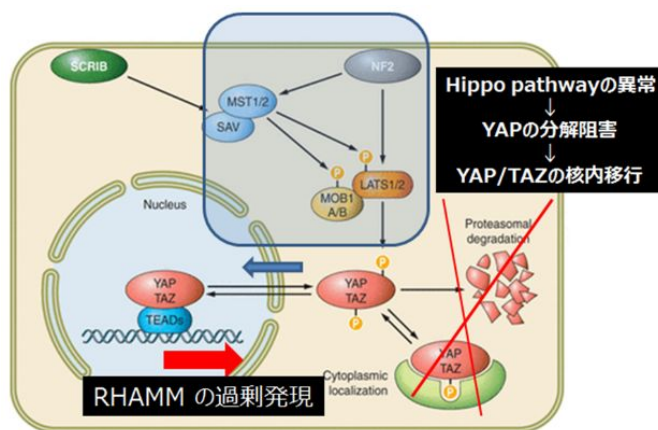 SCRIB
NF2
MST1/2
SAV
Hippo pathwayの異常
↓
YAPの分解阻害
↓
YAP/TAZの核内移行
P
P
LATS1/2
MOB1
A/B
Nucleus
Proteasomal
degradation
P
YAP
TAZ
TEADs
YAP
TAZ
P
RHAMM の過剰発現
Cytoplasmic
localization
YAP
TAZ
P